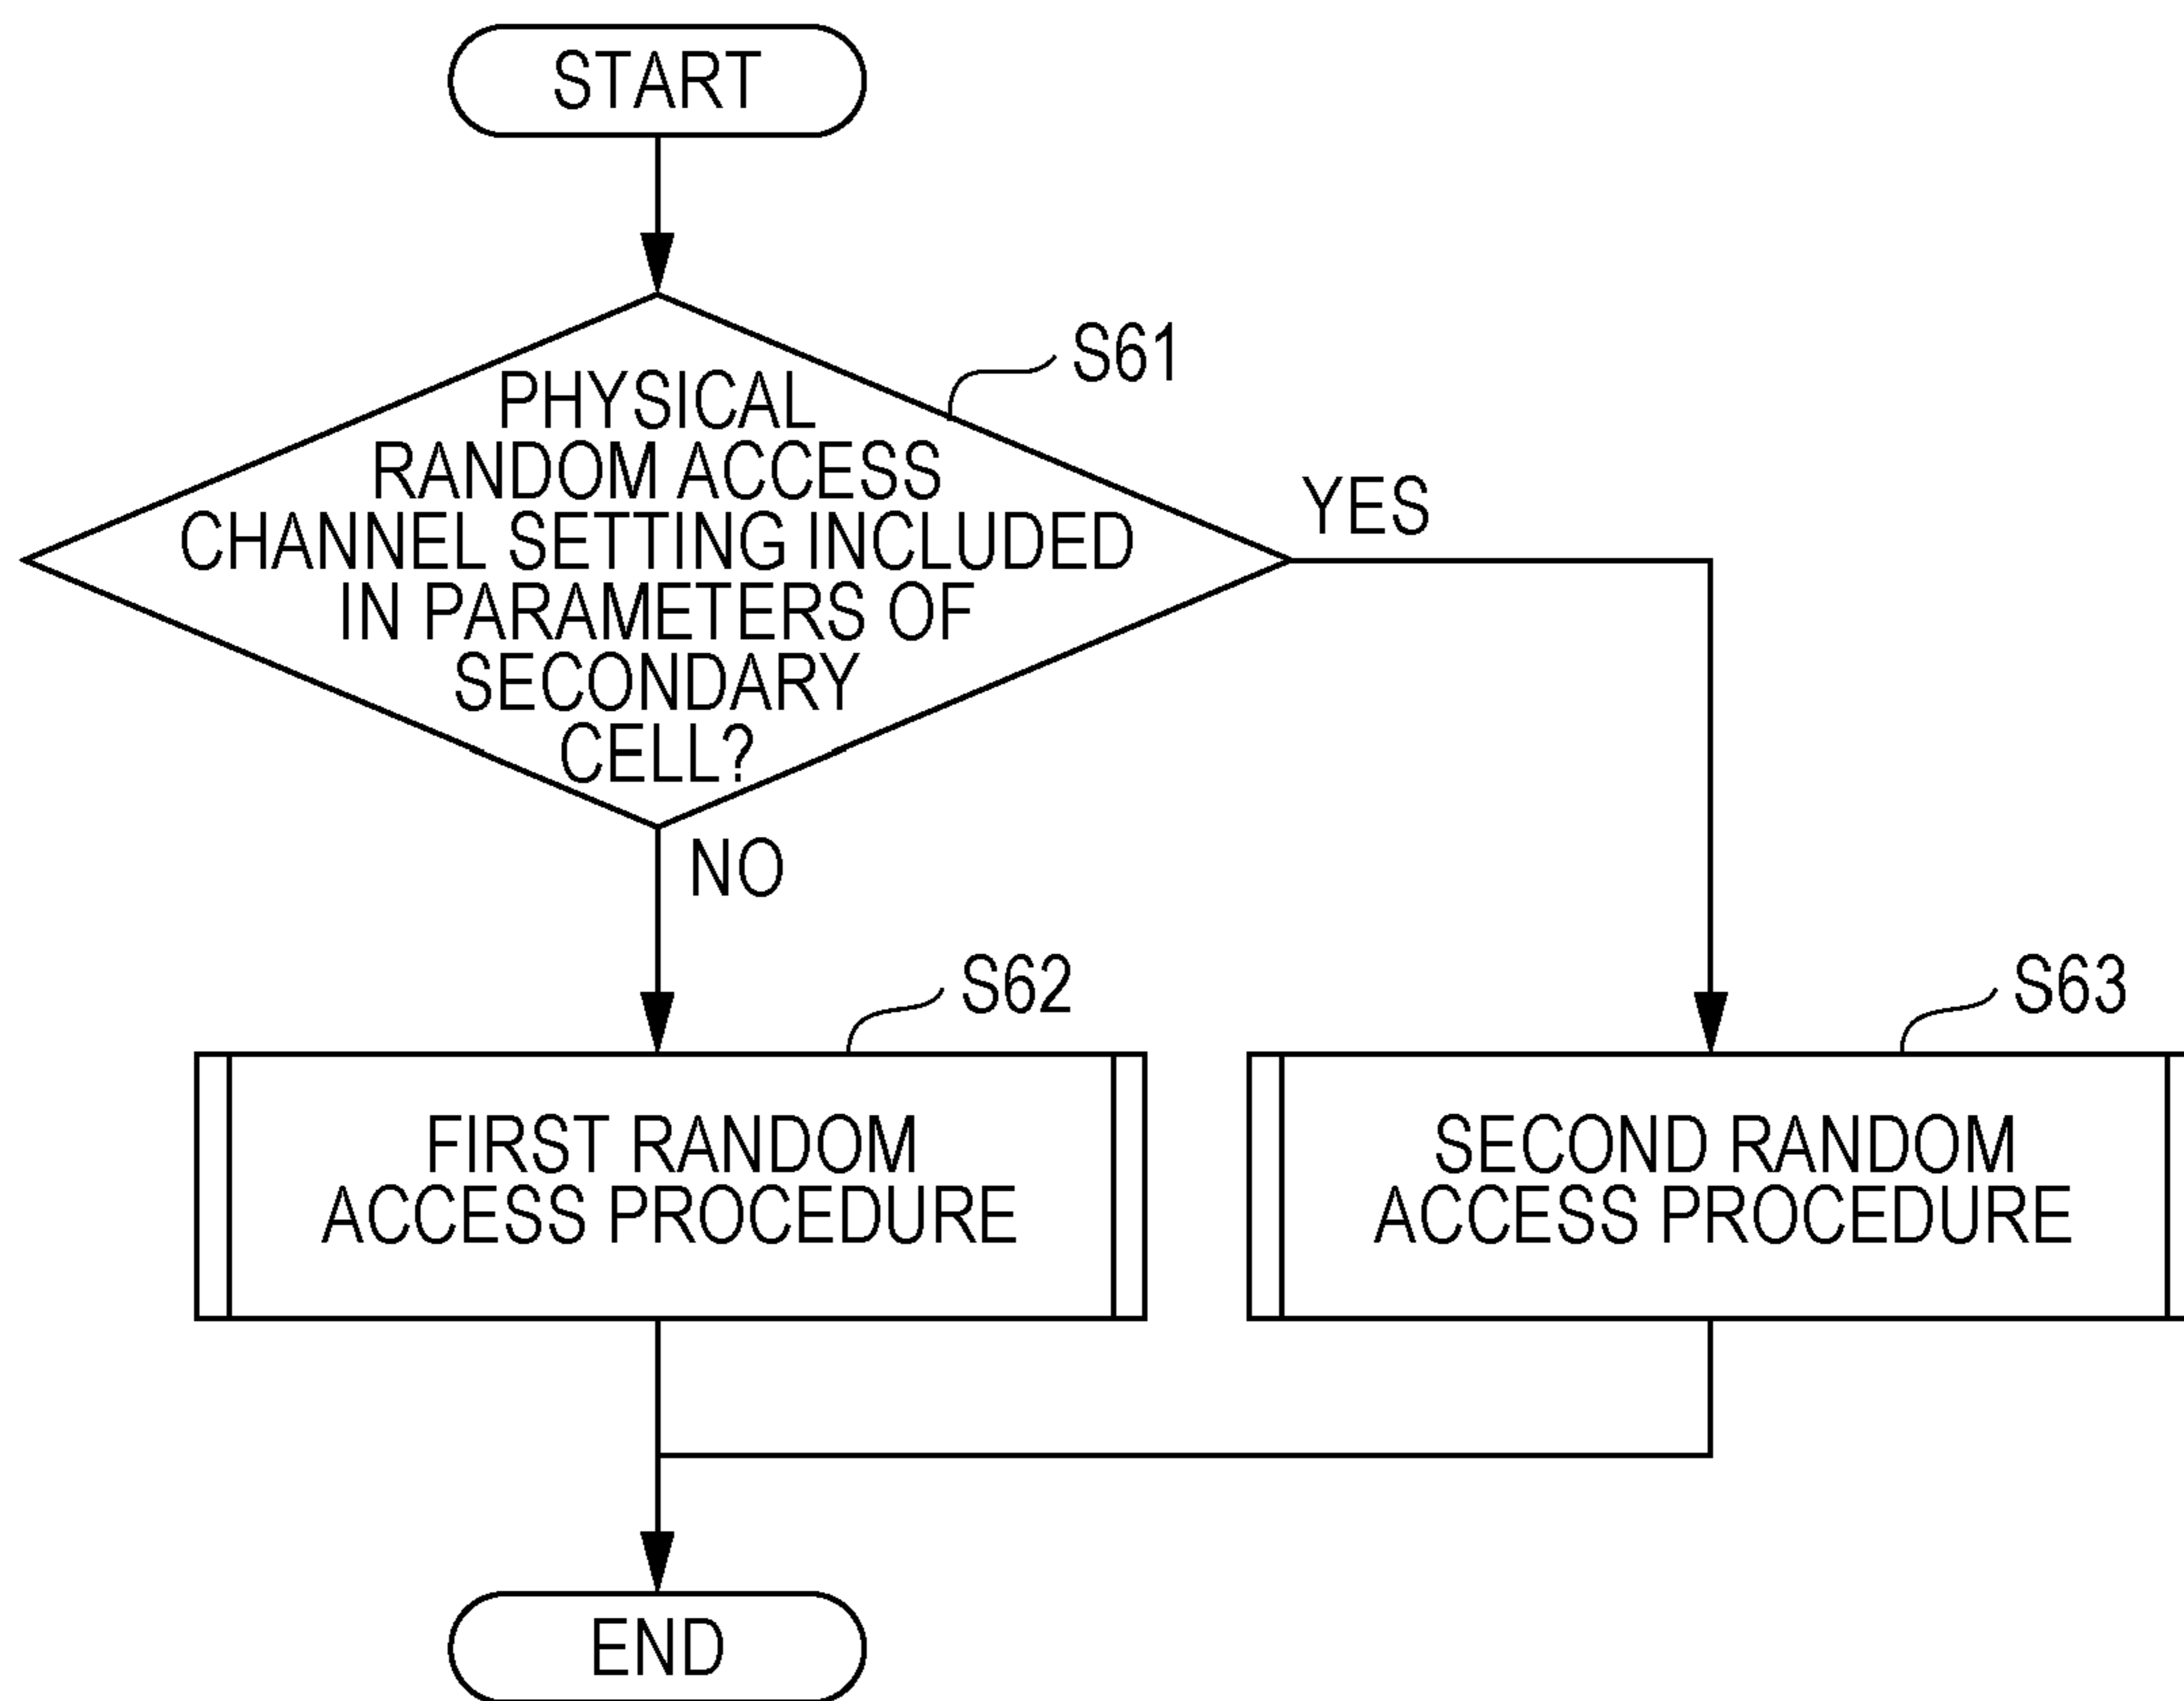 START
S61
PHYSICAL
RANDOM ACCESS
CHANNEL SETTING INCLUDED
IN PARAMETERS OF
SECONDARY
CELL?
YES
NO
S62
S63
FIRST RANDOM
ACCESS PROCEDURE
SECOND RANDOM
ACCESS PROCEDURE
END